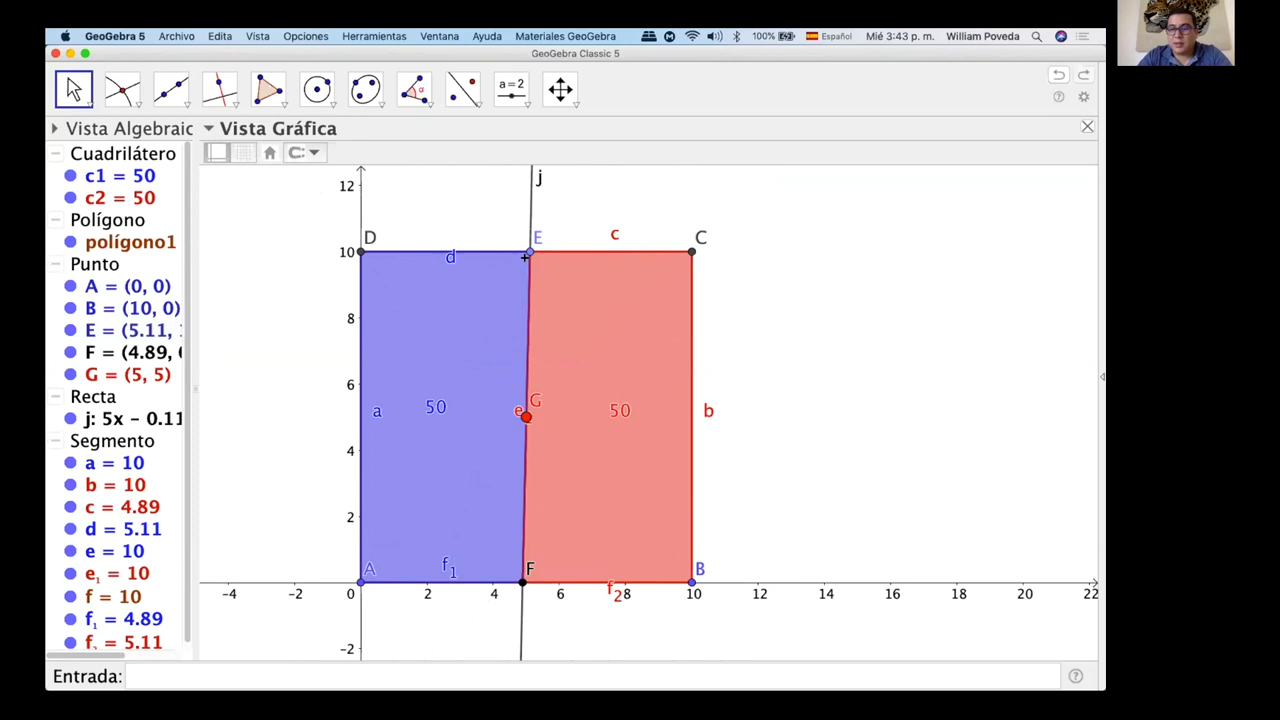 GeoGebra 5 Archivo Edita Vista Opciones Herramientas Ventana Ayuda Materiales GeoGebra 100% Español Mié 3:43 p. m. William Poveda
GeoGebra Classic 5
α
a=2
Vista Algebraic
Vista Gráfica
Cuadrilátero
c1 = 50
c2 = 50
Polígono
polígono1
Punto
A = (0, 0)
B = (10, 0)
E = (5.11,
F = (4.89,
G = (5, 5)
Recta
j: 5x − 0.11
Segmento
a = 10
b = 10
c = 4.89
d = 5.11
e = 10
e₁ = 10
f = 10
f₁ = 4.89
= 5.11
j
12
D
E
c
C
10
d
8
6
G
a
50
e
50
b
4
2
A
f₁
F
B
−4 −2 0 2 4 6 8 10 12 14 16 18 20 22
f₂
−2
Entrada: